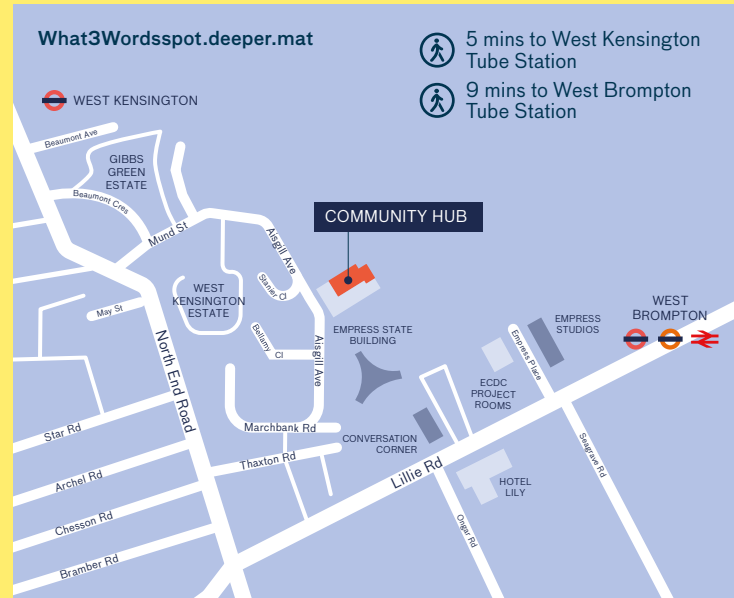 What3Wordsspot.deeper.mat
5 mins to West Kensington
Tube Station
9 mins to West Brompton
Tube Station
WEST KENSINGTON
Beaumont Ave
GIBBS
GREEN
ESTATE
Beaumont Cres
Mund St
COMMUNITY HUB
Aisgill Ave
Stanier Cl
WEST
KENSINGTON
ESTATE
May St
WEST
BROMPTON
EMPRESS
STUDIOS
EMPRESS STATE
BUILDING
Empress Place
North End Road
Bellamy
Cl
Aisgill Ave
ECDC
PROJECT
ROOMS
Marchbank Rd
CONVERSATION
CORNER
Star Rd
Thaxton Rd
Lillie Rd
Seagrave Rd
HOTEL
LILY
Archel Rd
Chesson Rd
Ongar Rd
Bramber Rd